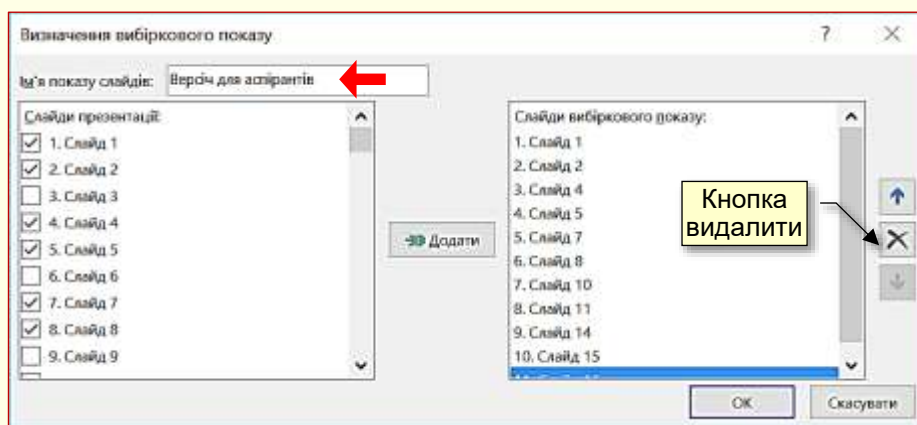 Визначення вибіркового показу
?
Ім'я показу слайдів: Версія для аспірантів
Слайди презентації:
1. Слайд 1
2. Слайд 2
3. Слайд 3
4. Слайд 4
5. Слайд 5
6. Слайд 6
7. Слайд 7
8. Слайд 8
9. Слайд 9
Додати
Слайди вибіркового показу:
1. Слайд 1
2. Слайд 2
3. Слайд 4
4. Слайд 5
5. Слайд 7
6. Слайд 8
7. Слайд 10
8. Слайд 11
9. Слайд 14
10. Слайд 15
Кнопка
видалити
ОК
Скасувати